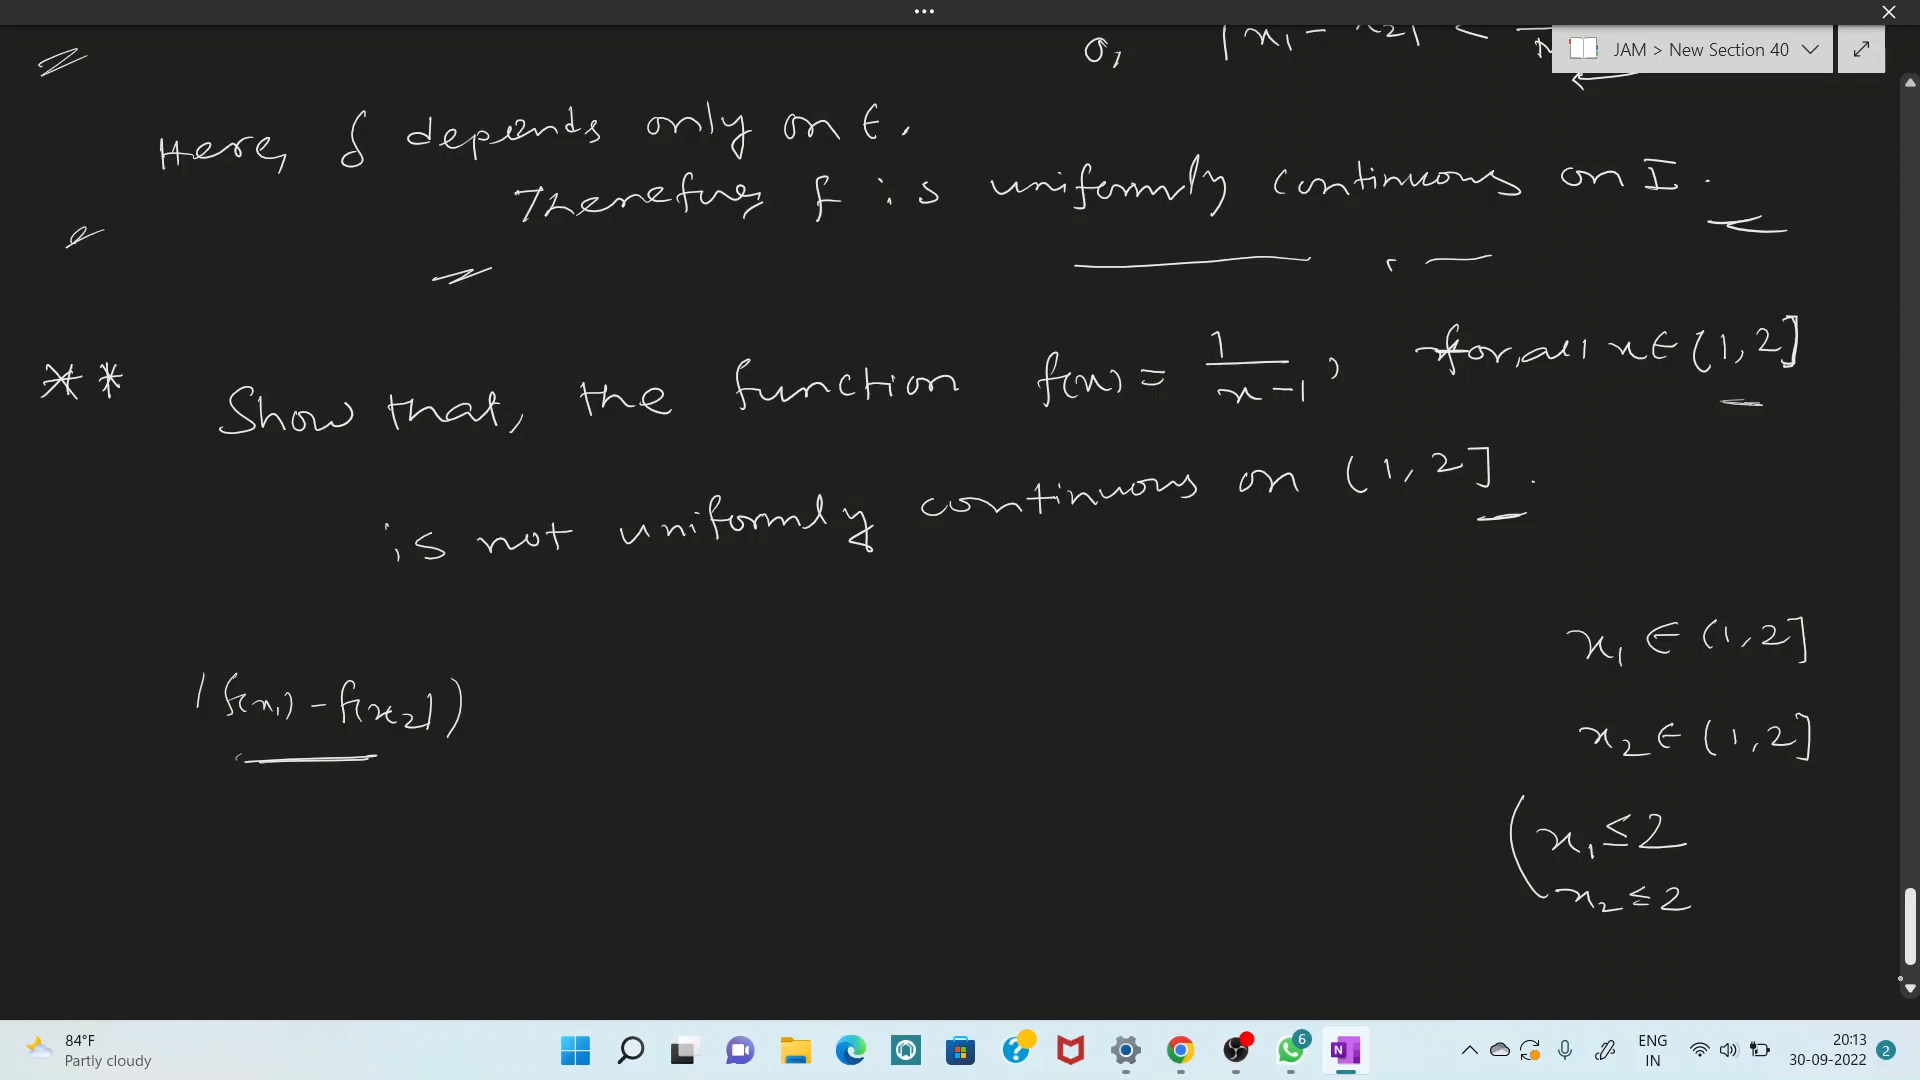 JAM > New Section 40
Here, δ depends only on ε.
Therefore, f is uniformly continuous on I.
** Show that, the function f(x) = 1/(x-1), for all x ∈ (1, 2]
is not uniformly continuous on (1, 2].
x₁ ∈ (1, 2]
|f(x₁) - f(x₂)|)
x₂ ∈ (1, 2]
x₁ ≤ 2
x₂ ≤ 2
84°F
Partly cloudy
6
ENG
IN
20:13
30-09-2022
2